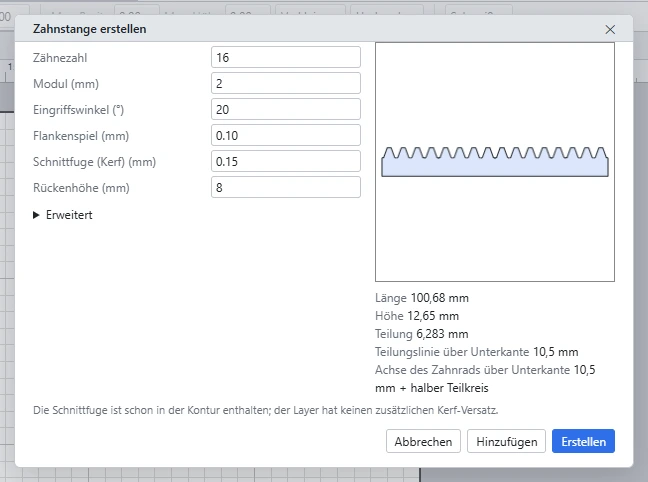 Zahnstange erstellen
Zähnezahl 16
Modul (mm) 2
Eingriffswinkel (°) 20
Flankenspiel (mm) 0.10
Schnittfuge (Kerf) (mm) 0.15
Rückenhöhe (mm) 8
Erweitert
Länge 100,68 mm
Höhe 12,65 mm
Teilung 6,283 mm
Teilungslinie über Unterkante 10,5 mm
Achse des Zahnrads über Unterkante 10,5
mm + halber Teilkreis
Die Schnittfuge ist schon in der Kontur enthalten; der Layer hat keinen zusätzlichen Kerf-Versatz.
Abbrechen Hinzufügen Erstellen